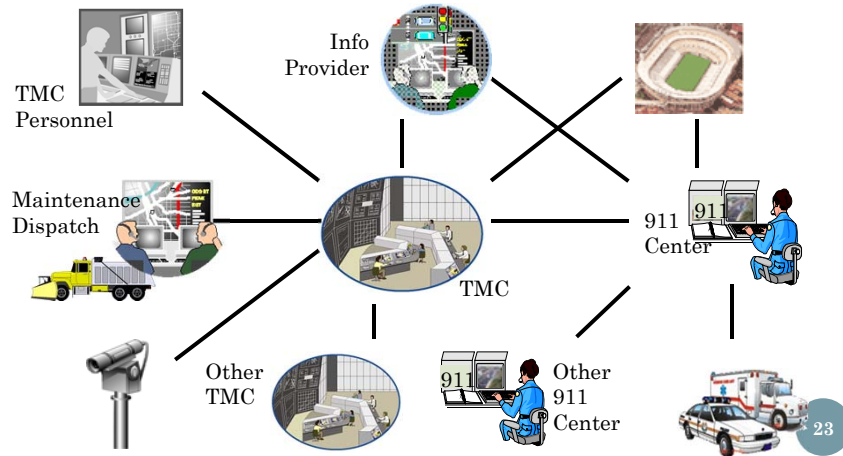 Info
Provider
TMC
Personnel
Maintenance
Dispatch
911
911
Center
TMC
Other
TMC
911
Other
911
Center
23